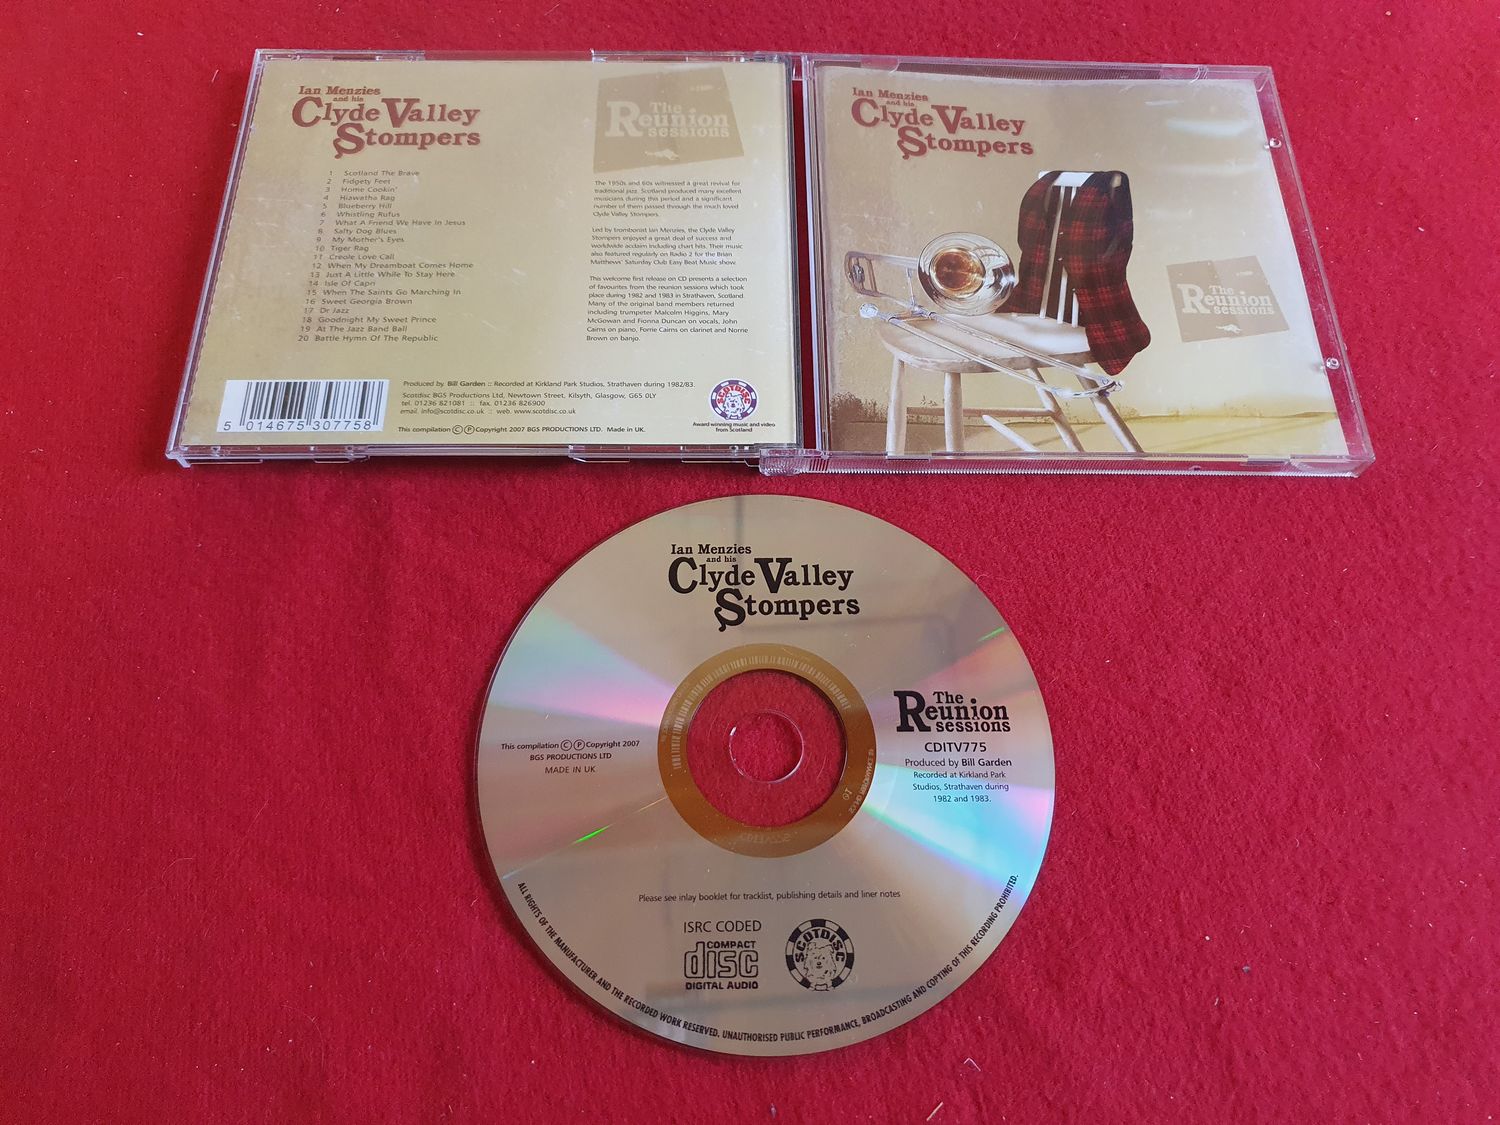 Ian Menzies
and his
Clyde Valley
Stompers
The
Reunion
sessions
1 Scotland The Brave
2 Fidgety Feet
3 Home Cookin'
4 Hiawatha Rag
5 Blueberry Hill
6 Whistling Rufus
7 What A Friend We Have In Jesus
8 Salty Dog Blues
9 My Mother's Eyes
10 Tiger Rag
11 Creole Love Call
12 When My Dreamboat Comes Home
13 Just A Little While To Stay Here
14 Isle Of Capri
15 When The Saints Go Marching In
16 Sweet Georgia Brown
17 Dr Jazz
18 Goodnight My Sweet Prince
19 At The Jazz Band Ball
20 Battle Hymn Of The Republic
The 1950s and 60s witnessed a great revival for
traditional jazz. Scotland produced many excellent
musicians during this period and a significant
number of them passed through the much loved
Clyde Valley Stompers.
Led by trombonist Ian Menzies, the Clyde Valley
Stompers enjoyed a great deal of success and
worldwide acclaim including chart hits. Their music
also featured regularly on Radio 2 for the Brian
Matthews' Saturday Club Easy Beat Music show.
This welcome first release on CD presents a selection
of favourites from the reunion sessions which took
place during 1982 and 1983 in Strathaven, Scotland.
Many of the original band members returned
including trumpeter Malcolm Higgins, Mary
McGowan and Fionna Duncan on vocals, John
Cairns on piano, Forrie Cairns on clarinet and Norrie
Brown on banjo.
5 014675 307758
Produced by Bill Garden :: Recorded at Kirkland Park Studios, Strathaven during 1982/83.
Scotdisc BGS Productions Ltd, Newtown Street, Kilsyth, Glasgow, G65 0LY
tel. 01236 821081 :: fax. 01236 826900
email. info@scotdisc.co.uk :: web. www.scotdisc.co.uk
This compilation Ⓒ Ⓟ Copyright 2007 BGS PRODUCTIONS LTD. Made in UK.
SCOTDISC
Award winning music and video
from Scotland
Ian Menzies
and his
Clyde Valley
Stompers
The
Reunion
sessions
Ian Menzies
and his
Clyde Valley
Stompers
The
Reunion
sessions
CDITV775
Produced by Bill Garden
Recorded at Kirkland Park
Studios, Strathaven during
1982 and 1983.
This compilation Ⓒ Ⓟ Copyright 2007
BGS PRODUCTIONS LTD
MADE IN UK
Please see inlay booklet for tracklist, publishing details and liner notes
ISRC CODED
COMPACT
disc
DIGITAL AUDIO
SCOTDISC
ALL RIGHTS OF THE MANUFACTURER AND THE RECORDED WORK RESERVED. UNAUTHORISED PUBLIC PERFORMANCE, BROADCASTING AND COPYING OF THIS RECORDING PROHIBITED.